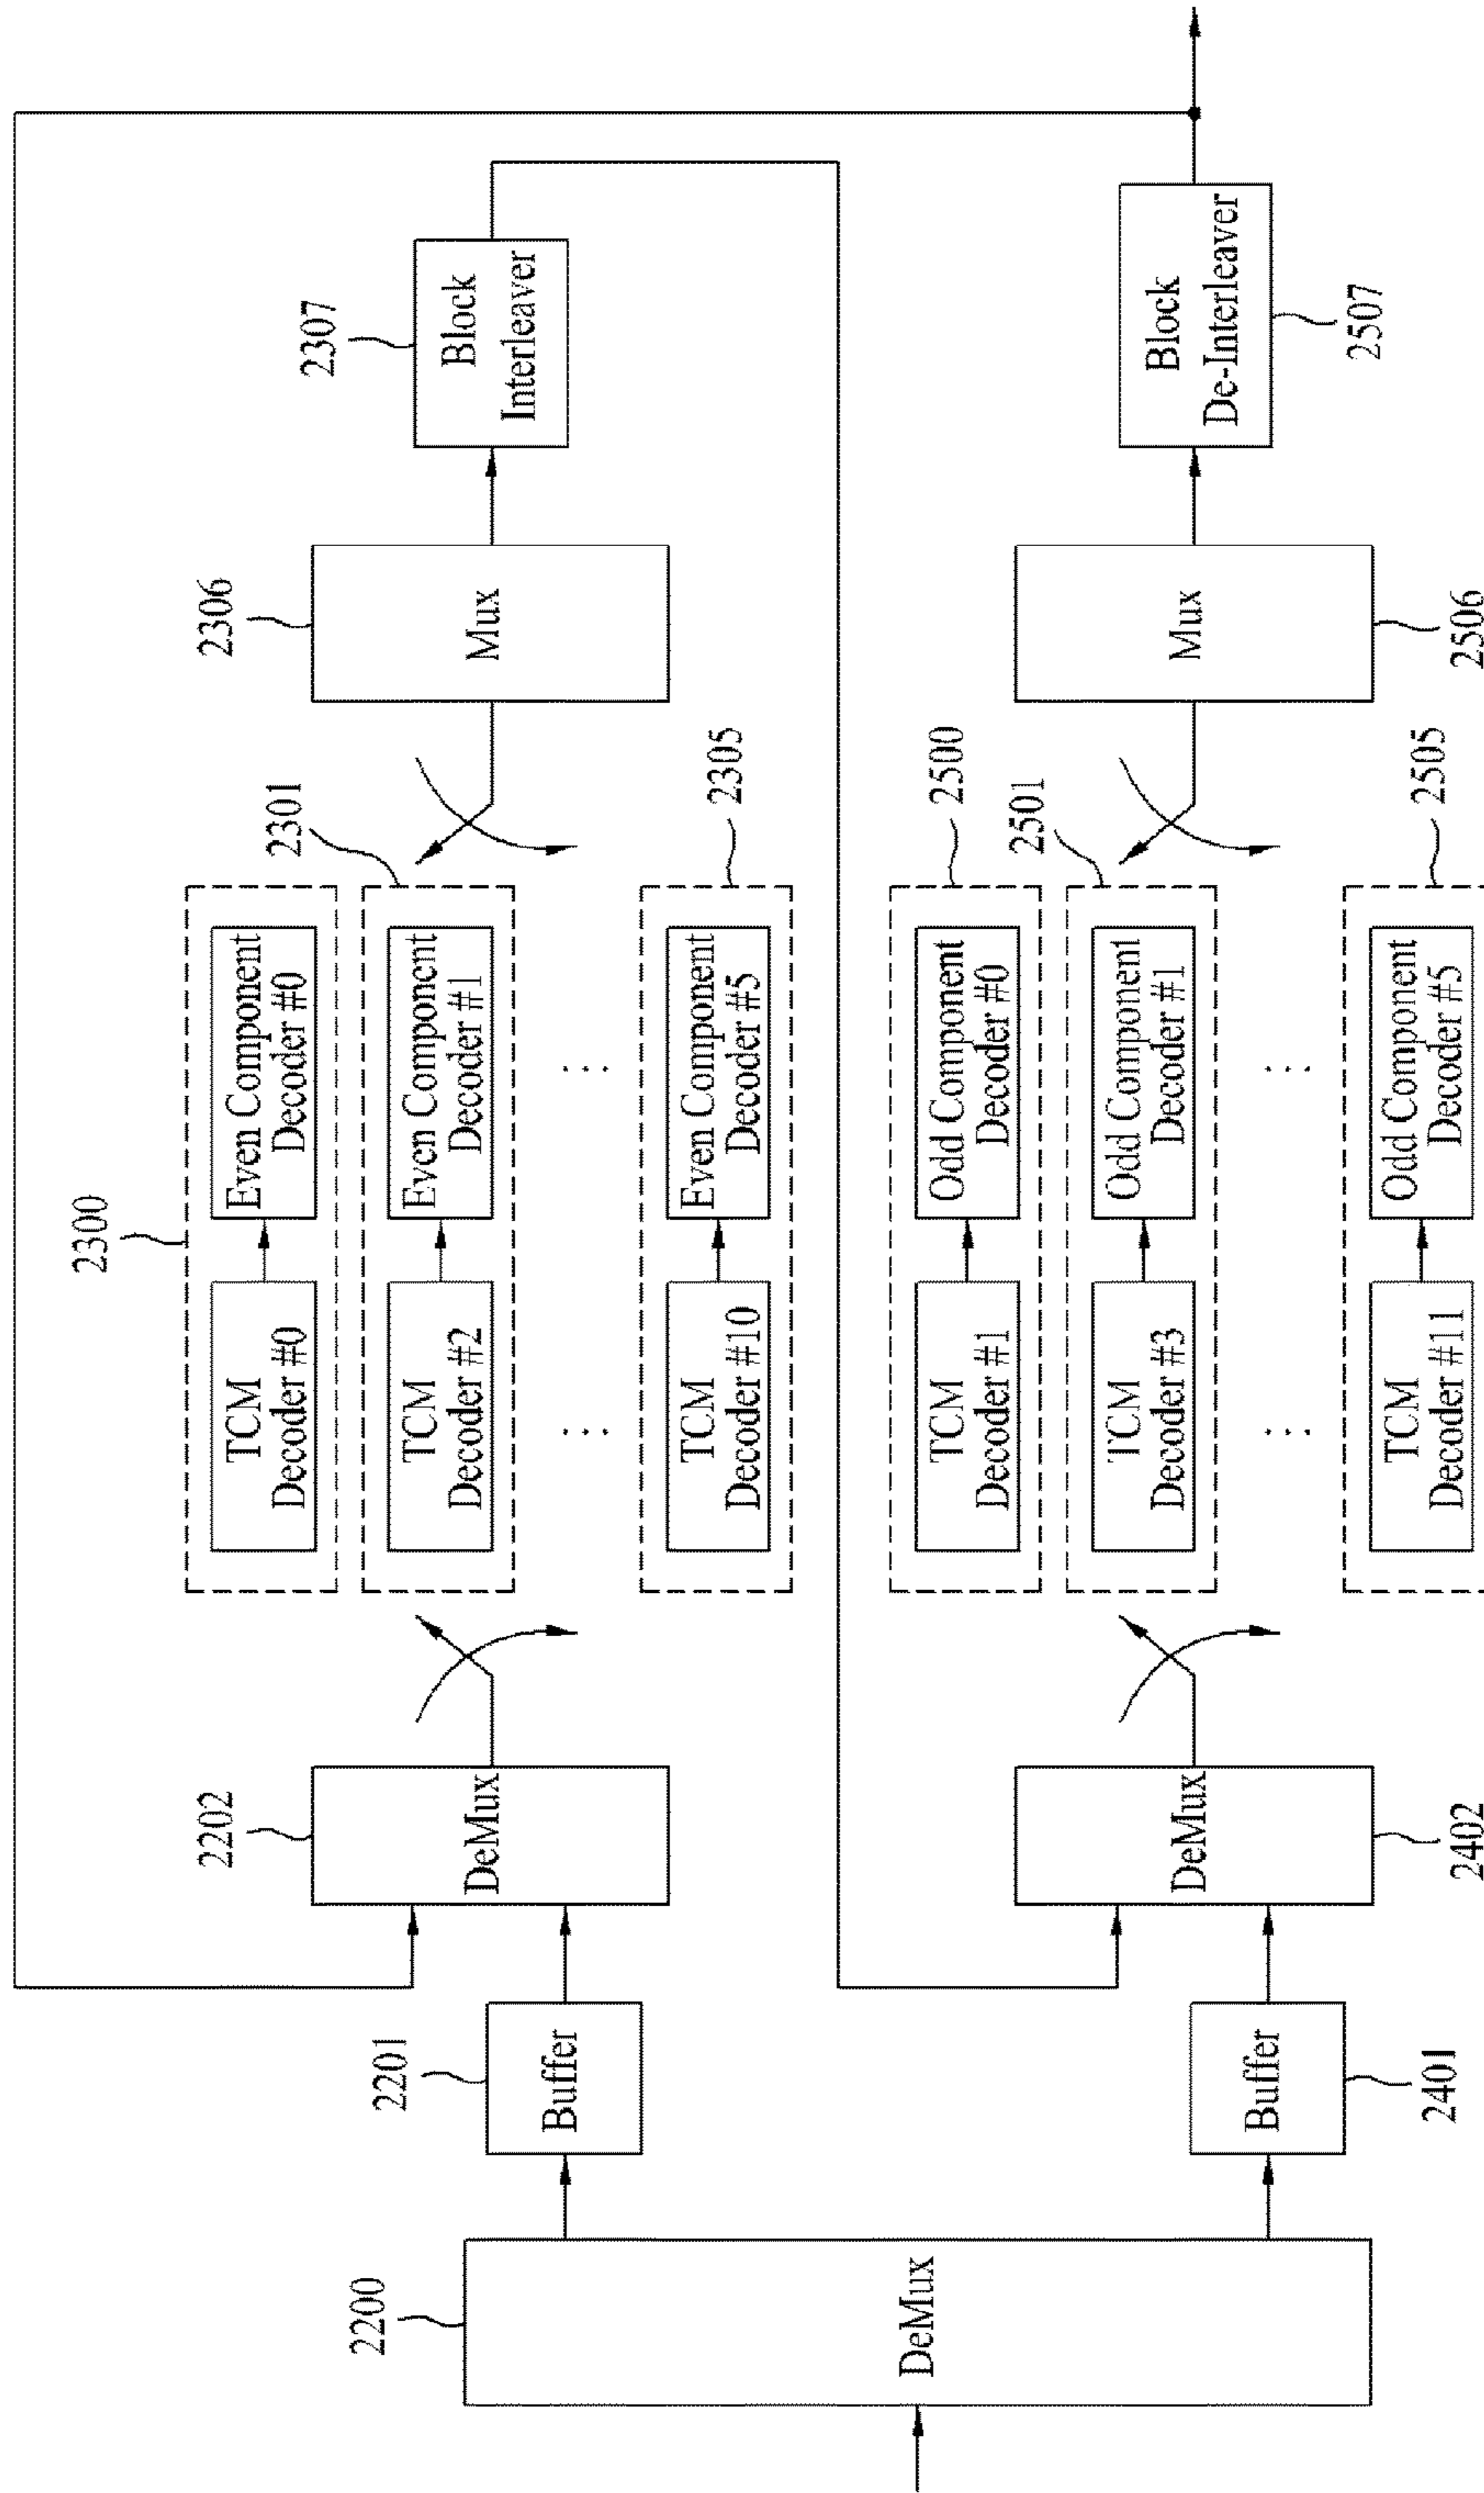 2200
DeMux
2201
Buffer
2202
DeMux
2300
TCM
Decoder #0
Even Component
Decoder #0
2301
TCM
Decoder #2
Even Component
Decoder #1
⋮
⋮
2305
TCM
Decoder #10
Even Component
Decoder #5
2306
Mux
2307
Block
Interleaver
Buffer
2401
DeMux
2402
2500
TCM
Decoder #1
Odd Component
Decoder #0
2501
TCM
Decoder #3
Odd Component
Decoder #1
⋮
⋮
2505
TCM
Decoder #11
Odd Component
Decoder #5
Mux
2506
Block
De-Interleaver
2507